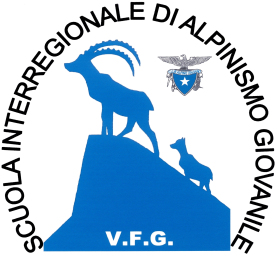 SCUOLA INTERREGIONALE DI ALPINISMO GIOVANILE
V.F.G.